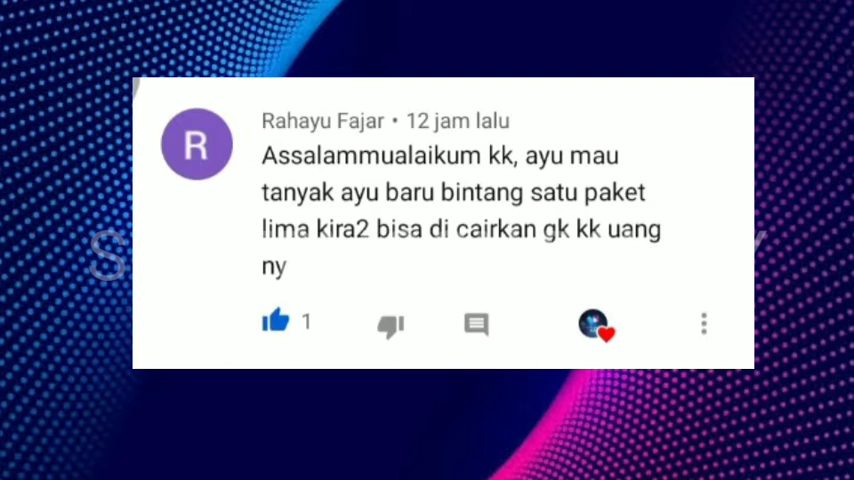 R
Rahayu Fajar • 12 jam lalu
Assalammualaikum kk, ayu mau
tanyak ayu baru bintang satu paket
lima kira2 bisa di cairkan gk kk uang
ny
1